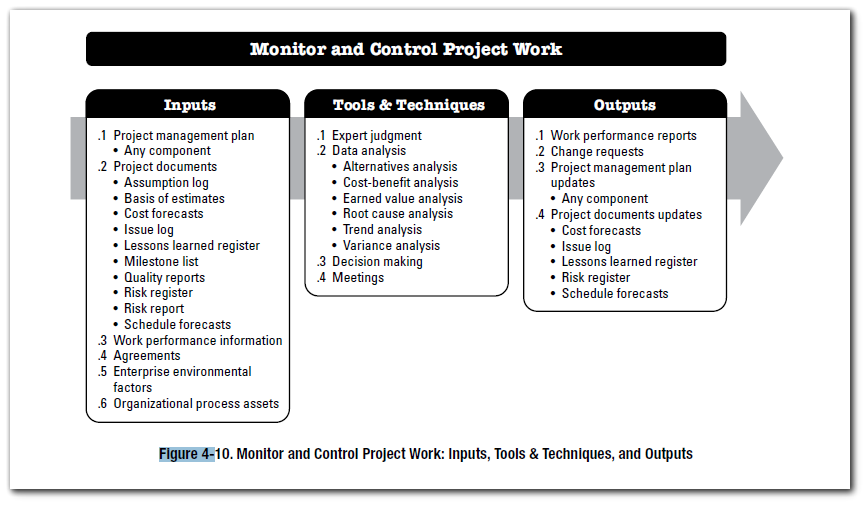 Monitor and Control Project Work
Inputs
.1 Project management plan
• Any component
.2 Project documents
• Assumption log
• Basis of estimates
• Cost forecasts
• Issue log
• Lessons learned register
• Milestone list
• Quality reports
• Risk register
• Risk report
• Schedule forecasts
.3 Work performance information
.4 Agreements
.5 Enterprise environmental
factors
.6 Organizational process assets
Tools & Techniques
.1 Expert judgment
.2 Data analysis
• Alternatives analysis
• Cost-benefit analysis
• Earned value analysis
• Root cause analysis
• Trend analysis
• Variance analysis
.3 Decision making
.4 Meetings
Outputs
.1 Work performance reports
.2 Change requests
.3 Project management plan
updates
• Any component
.4 Project documents updates
• Cost forecasts
• Issue log
• Lessons learned register
• Risk register
• Schedule forecasts
Figure 4-10. Monitor and Control Project Work: Inputs, Tools & Techniques, and Outputs